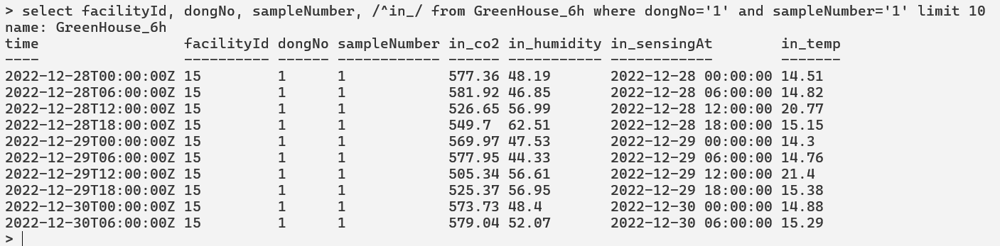 > select facilityId, dongNo, sampleNumber, /^in_/ from GreenHouse_6h where dongNo='1' and sampleNumber='1' limit 10
name: GreenHouse_6h
time                 facilityId dongNo sampleNumber in_co2 in_humidity in_sensingAt        in_temp
----                 ---------- ------ ------------ ------ ----------- ------------        -------
2022-12-28T00:00:00Z 15         1      1            577.36 48.19       2022-12-28 00:00:00 14.51
2022-12-28T06:00:00Z 15         1      1            581.92 46.85       2022-12-28 06:00:00 14.82
2022-12-28T12:00:00Z 15         1      1            526.65 56.99       2022-12-28 12:00:00 20.77
2022-12-28T18:00:00Z 15         1      1            549.7  62.51       2022-12-28 18:00:00 15.15
2022-12-29T00:00:00Z 15         1      1            569.97 47.53       2022-12-29 00:00:00 14.3
2022-12-29T06:00:00Z 15         1      1            577.95 44.33       2022-12-29 06:00:00 14.76
2022-12-29T12:00:00Z 15         1      1            505.34 56.61       2022-12-29 12:00:00 21.4
2022-12-29T18:00:00Z 15         1      1            525.37 56.95       2022-12-29 18:00:00 15.38
2022-12-30T00:00:00Z 15         1      1            573.73 48.4        2022-12-30 00:00:00 14.88
2022-12-30T06:00:00Z 15         1      1            579.04 52.07       2022-12-30 06:00:00 15.29
>